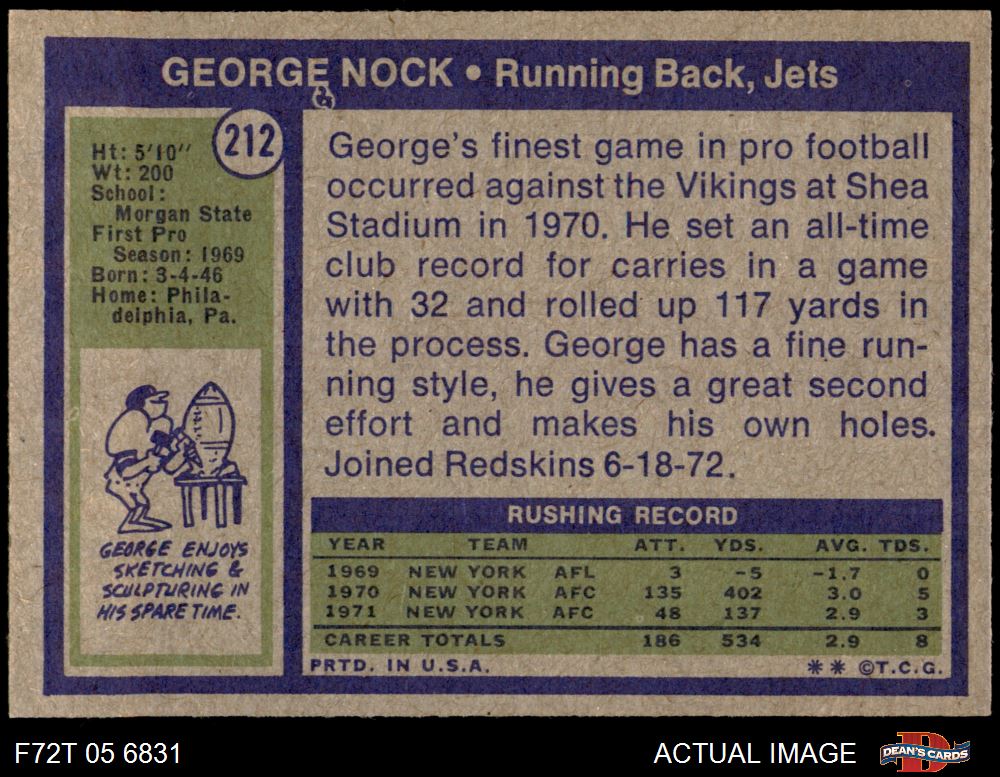 GEORGE NOCK • Running Back, Jets
212
Ht: 5'10''
Wt: 200
School:
Morgan State
First Pro
Season: 1969
Born: 3-4-46
Home: Phila-
delphia, Pa.
GEORGE ENJOYS
SKETCHING &
SCULPTURING IN
HIS SPARE TIME.
George's finest game in pro football
occurred against the Vikings at Shea
Stadium in 1970. He set an all-time
club record for carries in a game
with 32 and rolled up 117 yards in
the process. George has a fine run-
ning style, he gives a great second
effort and makes his own holes.
Joined Redskins 6-18-72.
RUSHING RECORD
YEAR TEAM ATT. YDS. AVG. TDS.
1969 NEW YORK AFL 3 -5 -1.7 0
1970 NEW YORK AFC 135 402 3.0 5
1971 NEW YORK AFC 48 137 2.9 3
CAREER TOTALS 186 534 2.9 8
PRTD. IN U.S.A. ** ©T.C.G.
F72T 05 6831 ACTUAL IMAGE DEAN'S CARDS